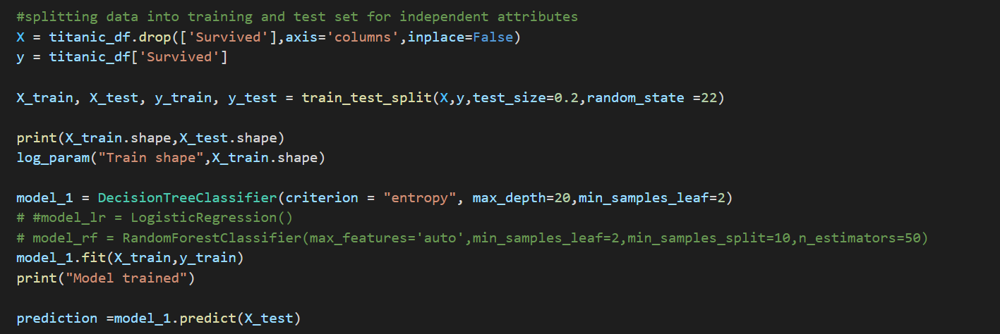 #splitting data into training and test set for independent attributes
X = titanic_df.drop(['Survived'],axis='columns',inplace=False)
y = titanic_df['Survived']
X_train, X_test, y_train, y_test = train_test_split(X,y,test_size=0.2,random_state =22)
print(X_train.shape,X_test.shape)
log_param("Train shape",X_train.shape)
model_1 = DecisionTreeClassifier(criterion = "entropy", max_depth=20,min_samples_leaf=2)
# #model_lr = LogisticRegression()
# model_rf = RandomForestClassifier(max_features='auto',min_samples_leaf=2,min_samples_split=10,n_estimators=50)
model_1.fit(X_train,y_train)
print("Model trained")
prediction =model_1.predict(X_test)